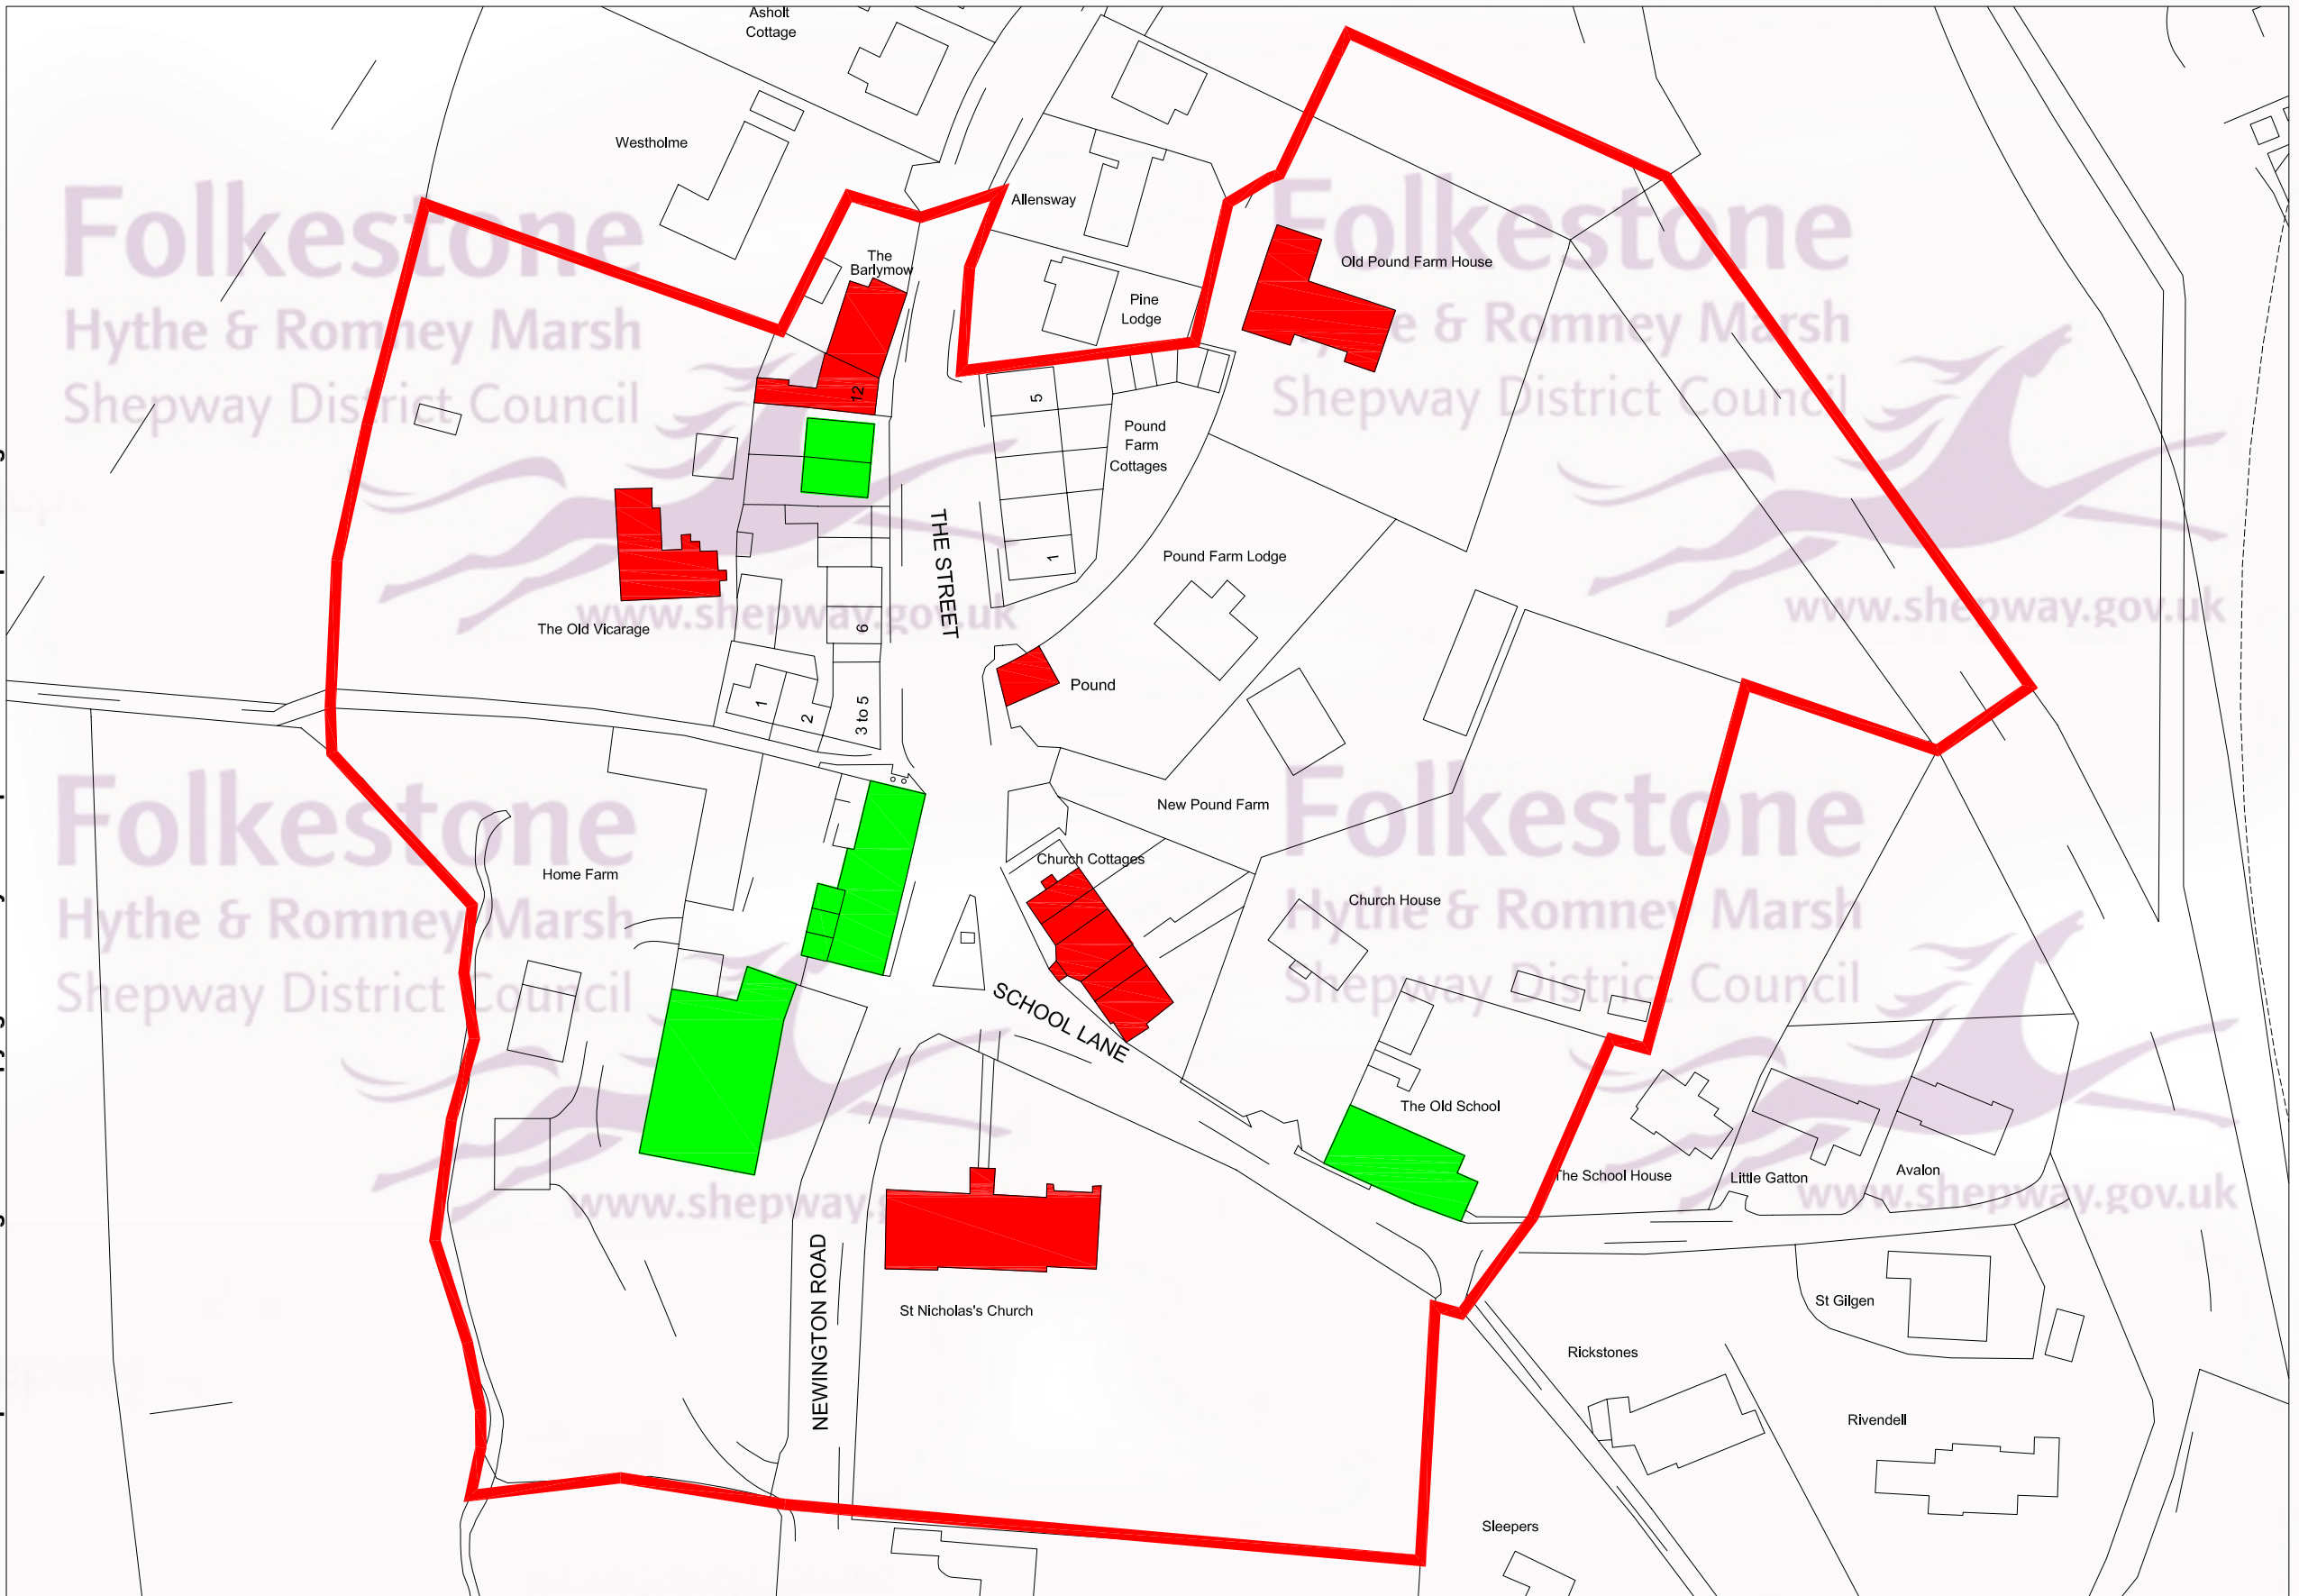 Asholt
Cottage
Westholme
Allensway
The
Barlymow
Old Pound Farm House
Pine
Lodge
12
5
Pound
Farm
Cottages
THE STREET
1
Pound Farm Lodge
The Old Vicarage
6
Pound
1
2
3 to 5
New Pound Farm
Church Cottages
Home Farm
Church House
SCHOOL LANE
The Old School
The School House
Little Gatton
Avalon
NEWINGTON ROAD
St Nicholas's Church
St Gilgen
Rickstones
Rivendell
Sleepers
Folkestone
Hythe & Romney Marsh
Shepway District Council
www.shepway.gov.uk
Folkestone
Hythe & Romney Marsh
Shepway District Council
www.shepway.gov.uk
Folkestone
Hythe & Romney Marsh
Shepway District Council
www.shepway.g
Folkestone
Hythe & Romney Marsh
Shepway District Council
www.shepway.gov.uk